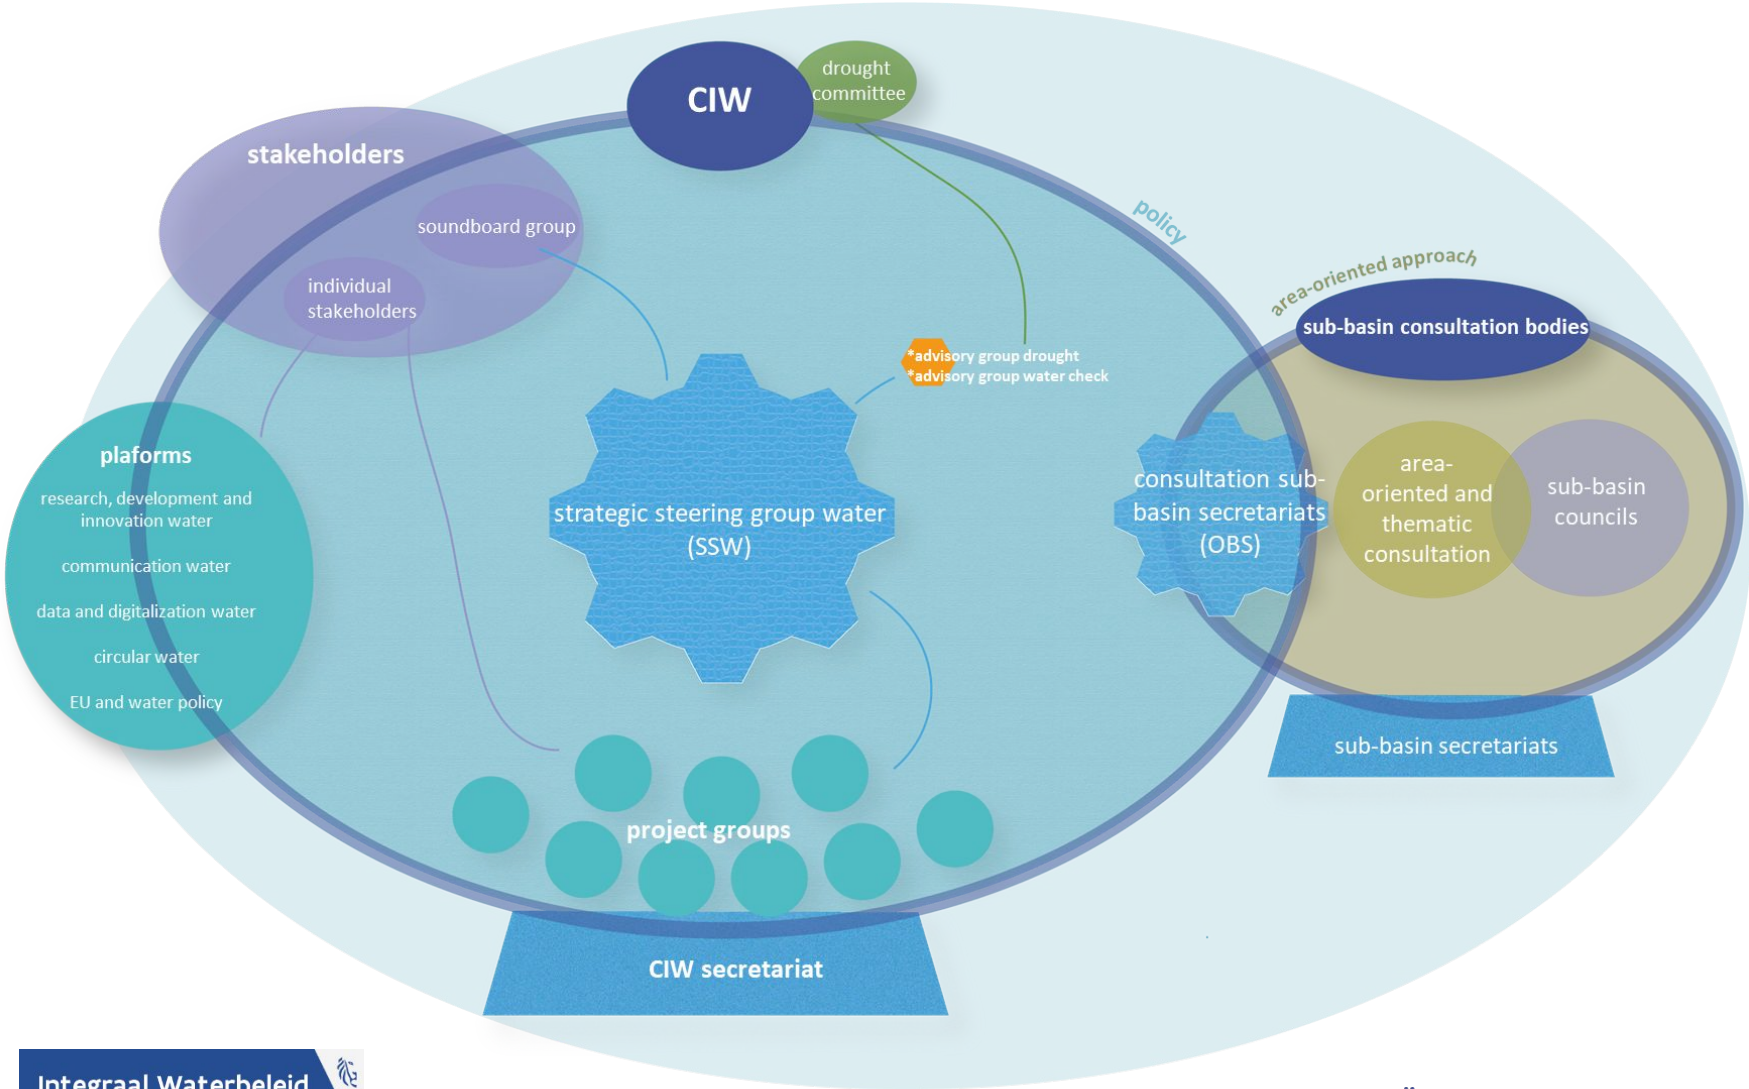 CIW
drought
committee
stakeholders
soundboard group
individual
stakeholders
policy
area-oriented approach
sub-basin consultation bodies
*advisory group drought
*advisory group water check
plaforms
research, development and
innovation water
communication water
data and digitalization water
circular water
EU and water policy
strategic steering group water
(SSW)
consultation sub-
basin secretariats
(OBS)
area-
oriented and
thematic
consultation
sub-basin
councils
sub-basin secretariats
project groups
CIW secretariat
Integraal Waterbeleid